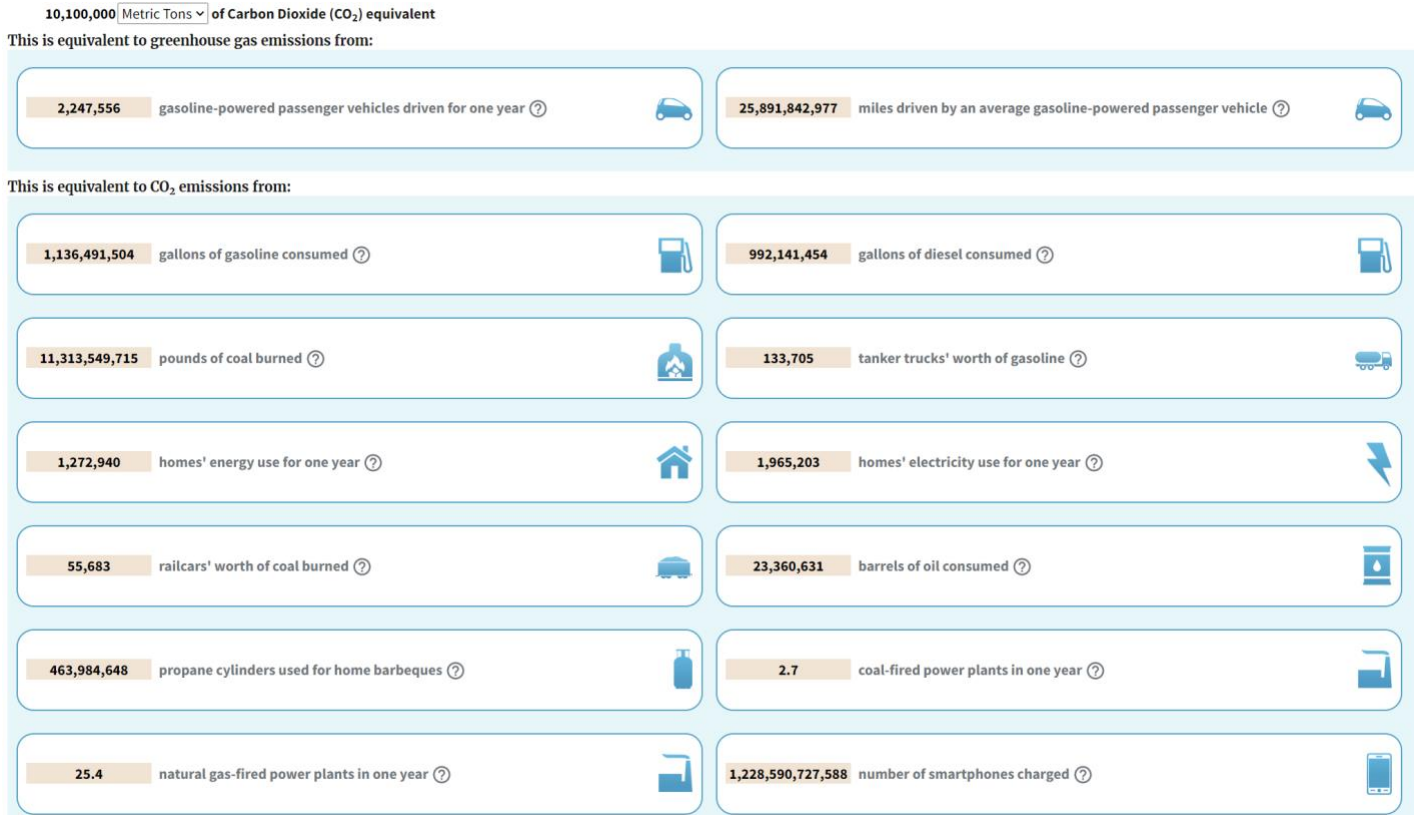 10,100,000 Metric Tons of Carbon Dioxide (CO₂) equivalent
This is equivalent to greenhouse gas emissions from:
2,247,556 gasoline-powered passenger vehicles driven for one year ?
25,891,842,977 miles driven by an average gasoline-powered passenger vehicle ?
This is equivalent to CO₂ emissions from:
1,136,491,504 gallons of gasoline consumed ?
992,141,454 gallons of diesel consumed ?
11,313,549,715 pounds of coal burned ?
133,705 tanker trucks' worth of gasoline ?
1,272,940 homes' energy use for one year ?
1,965,203 homes' electricity use for one year ?
55,683 railcars' worth of coal burned ?
23,360,631 barrels of oil consumed ?
463,984,648 propane cylinders used for home barbeques ?
2.7 coal-fired power plants in one year ?
25.4 natural gas-fired power plants in one year ?
1,228,590,727,588 number of smartphones charged ?